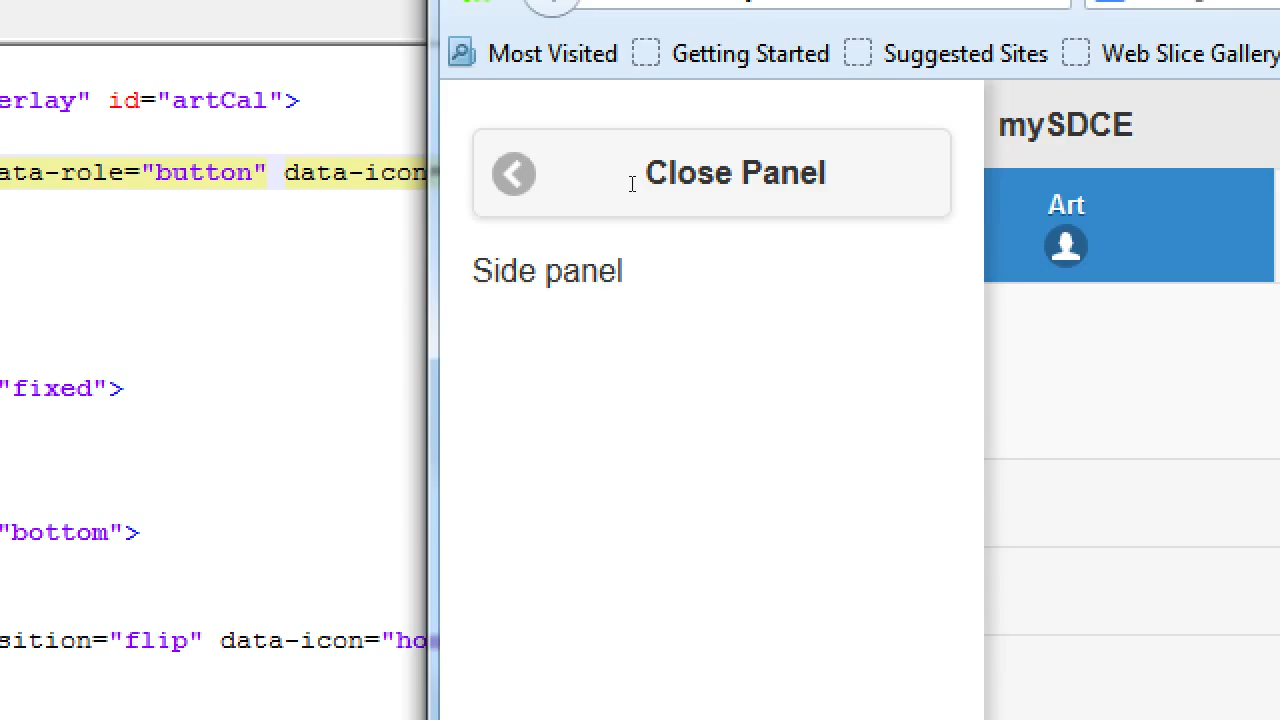 erlay" id="artCal">
ata-role="button" data-icon
"fixed">
"bottom">
sition="flip" data-icon="ho
Most Visited Getting Started Suggested Sites Web Slice Gallery
Close Panel
Side panel
mySDCE
Art